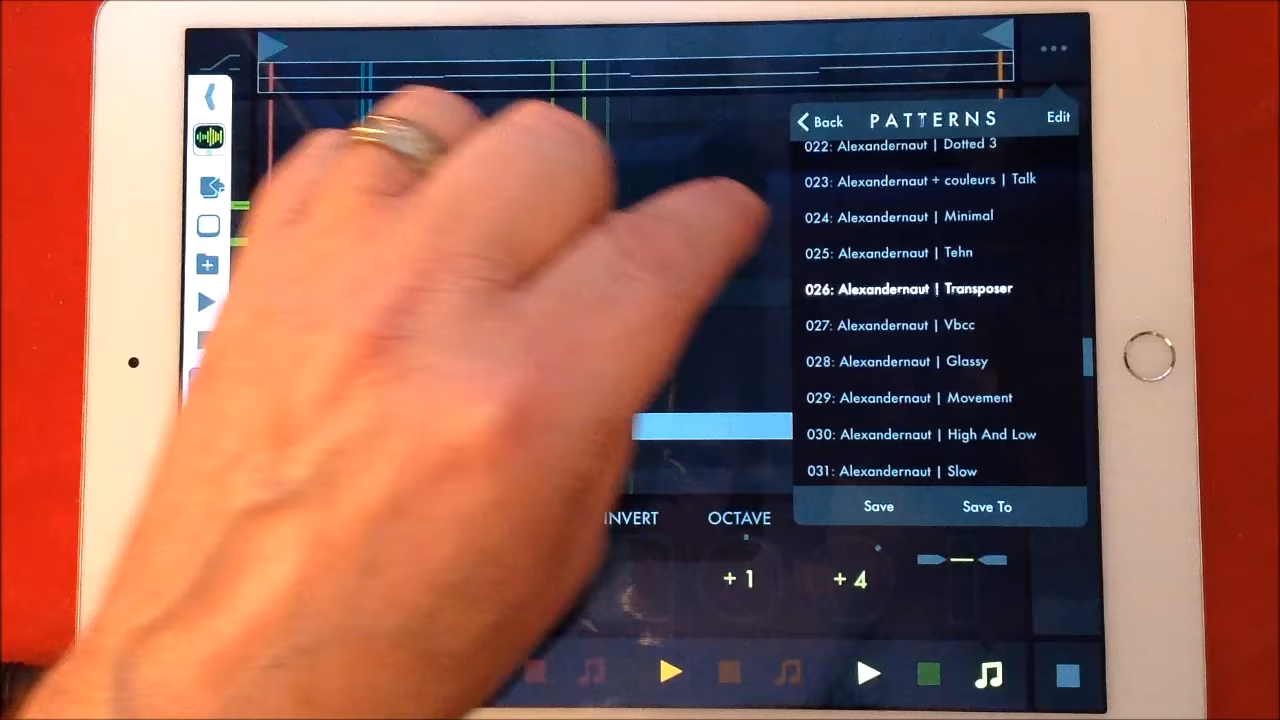 Back PATTERNS Edit
022: Alexandernaut | Dotted 3
023: Alexandernaut + couleurs | Talk
024: Alexandernaut | Minimal
025: Alexandernaut | Tehn
026: Alexandernaut | Transposer
027: Alexandernaut | Vbcc
028: Alexandernaut | Glassy
029: Alexandernaut | Movement
030: Alexandernaut | High And Low
031: Alexandernaut | Slow
Save Save To
INVERT OCTAVE
+1 +4